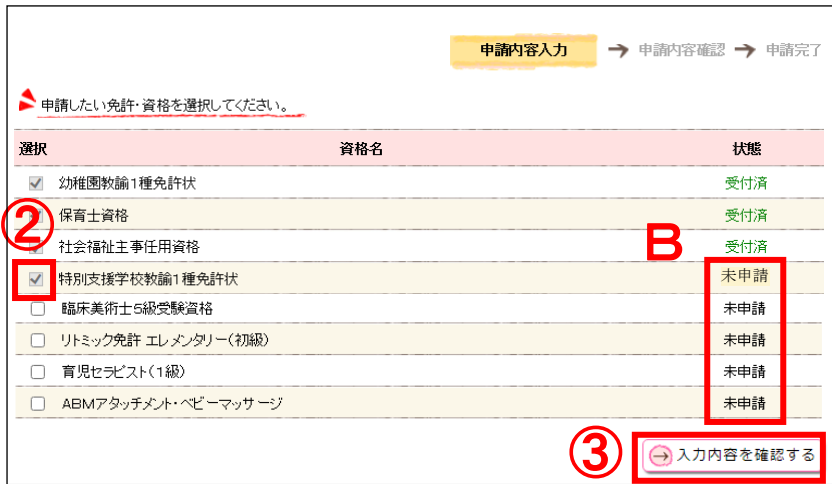 申請内容入力 → 申請内容確認 → 申請完了
申請したい免許・資格を選択してください。
選択 資格名 状態
幼稚園教諭1種免許状 受付済
② 保育士資格 受付済
社会福祉主事任用資格 受付済
B
特別支援学校教諭1種免許状 未申請
臨床美術士5級受験資格 未申請
リトミック免許 エレメンタリー(初級) 未申請
育児セラピスト(1級) 未申請
ABMアタッチメント・ベビーマッサージ 未申請
③ 入力内容を確認する